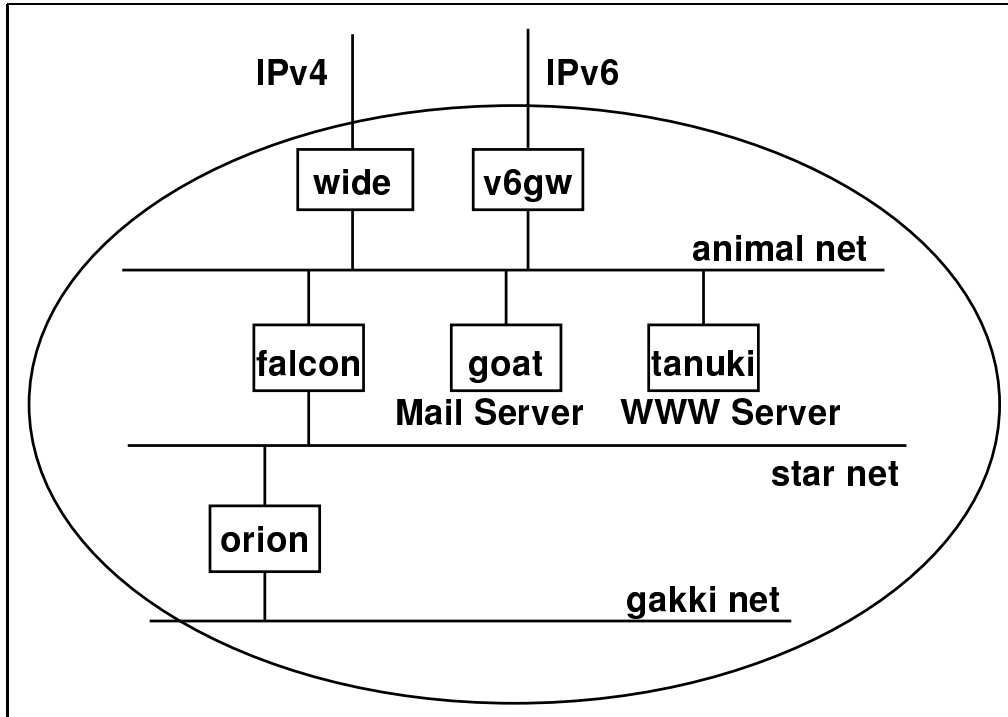 IPv4
IPv6
wide
v6gw
animal net
falcon
goat
tanuki
Mail Server
WWW Server
star net
orion
gakki net